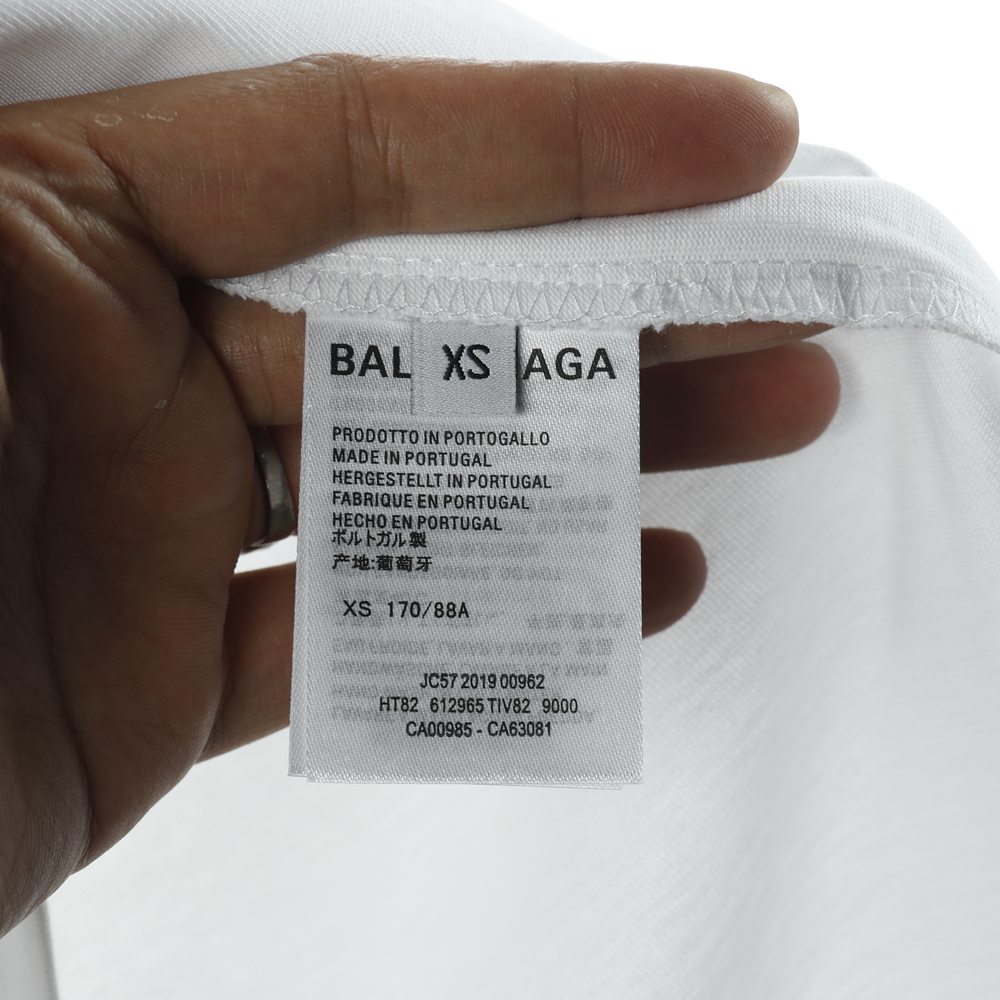 BAL XS AGA
PRODOTTO IN PORTOGALLO
MADE IN PORTUGAL
HERGESTELLT IN PORTUGAL
FABRIQUE EN PORTUGAL
HECHO EN PORTUGAL
ポルトガル製
产地:葡萄牙
XS 170/88A
JC57 2019 00962
HT82 612965 TIV82 9000
CA00985 - CA63081